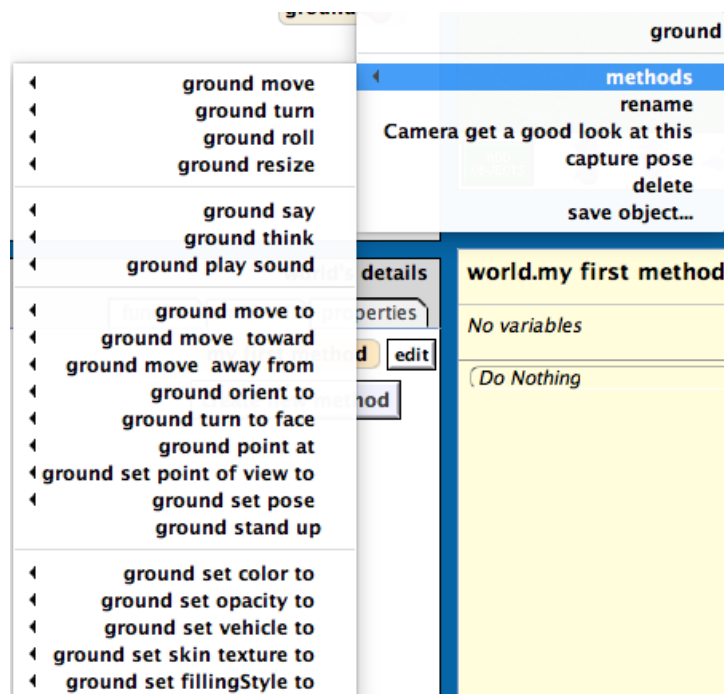 ground
methods
rename
Camera get a good look at this
capture pose
delete
save object...
ground move
ground turn
ground roll
ground resize
ground say
ground think
ground play sound
ground move to
ground move  toward
ground move  away from
ground orient to
ground turn to face
ground point at
ground set point of view to
ground set pose
ground stand up
ground set color to
ground set opacity to
ground set vehicle to
ground set skin texture to
ground set fillingStyle to
details
edit
world.my first method
No variables
Do Nothing